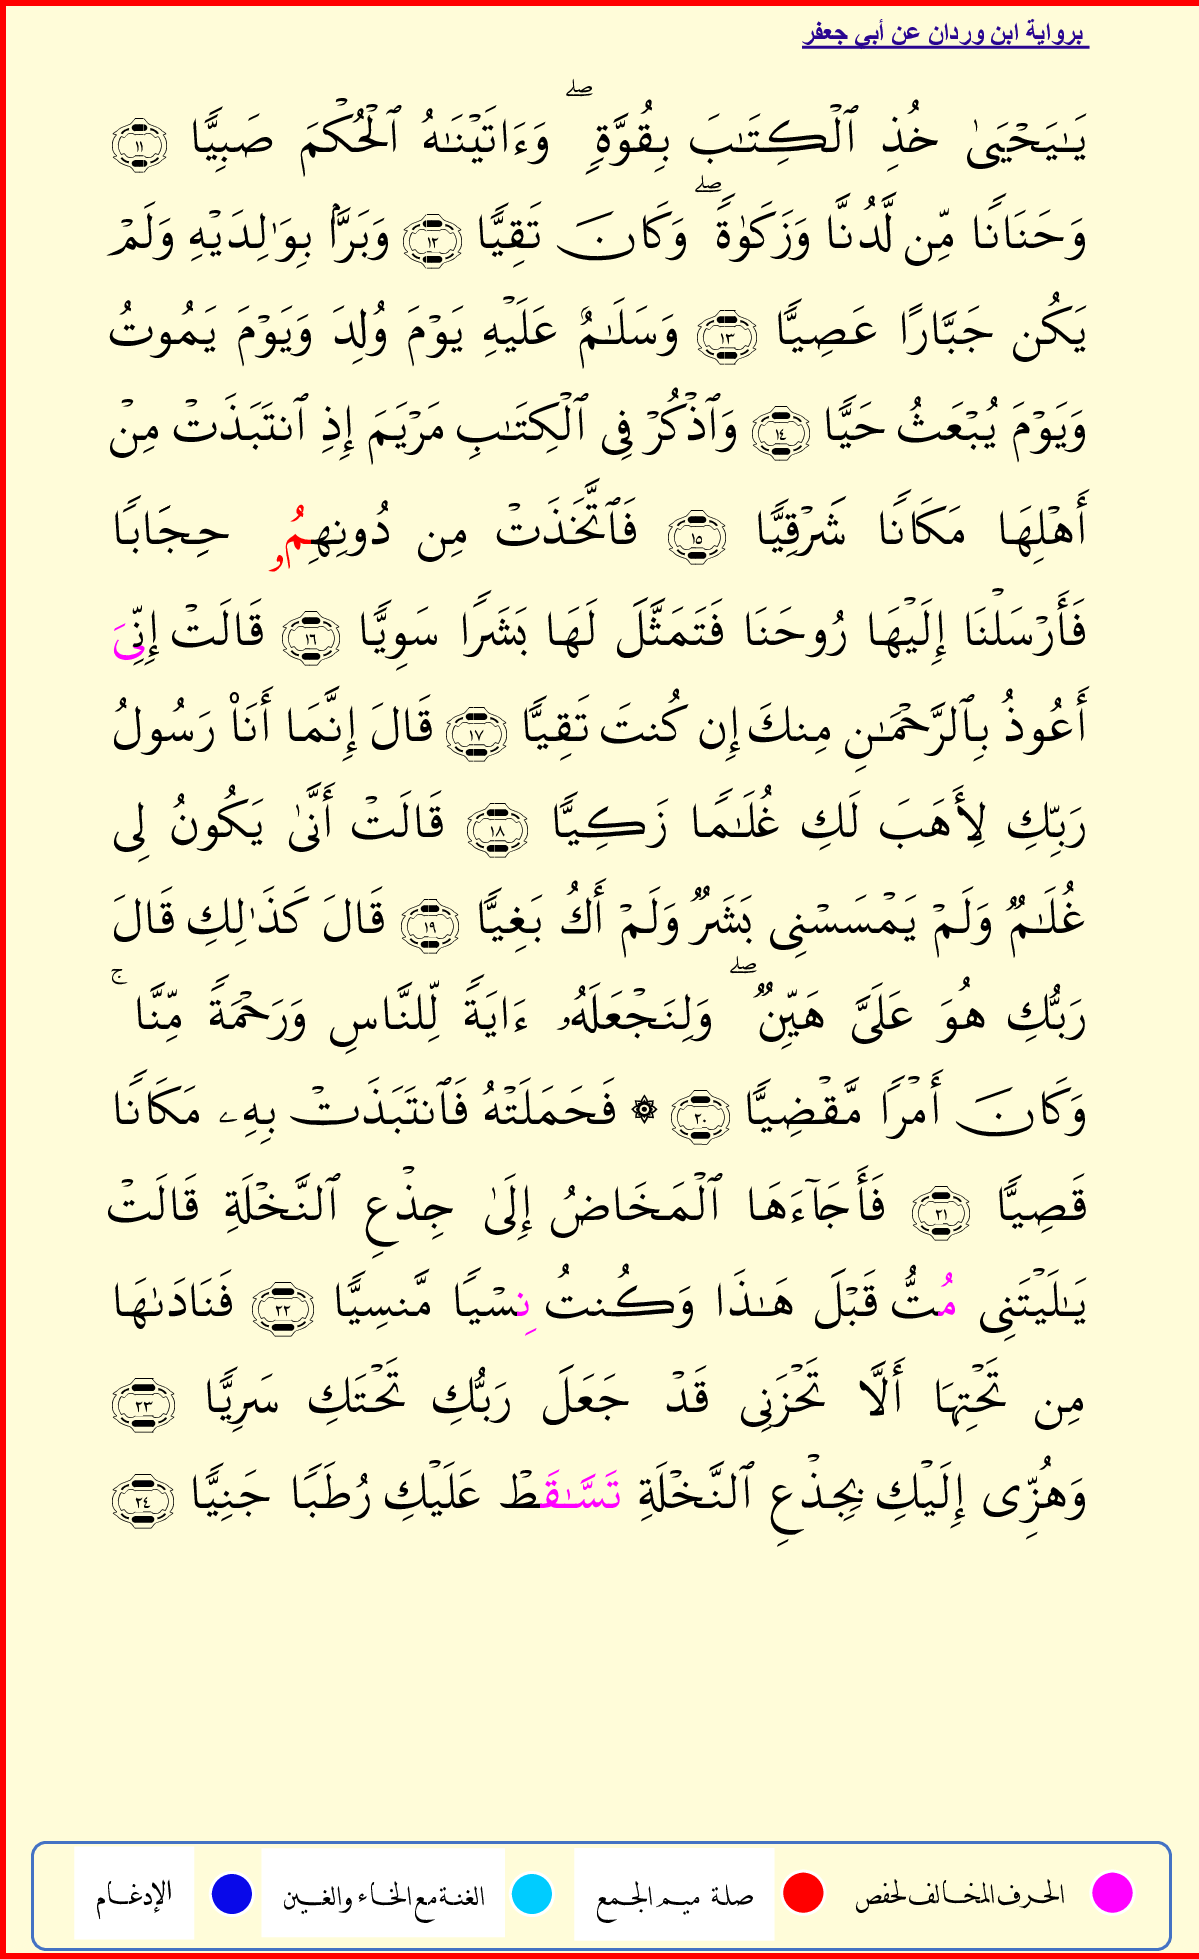 برواية ابن وردان عن أبي جعفر
يَـٰيَحۡيَىٰ خُذِ ٱلۡكِتَـٰبَ بِقُوَّةٖۖ وَءَاتَيۡنَـٰهُ ٱلۡحُكۡمَ صَبِيّٗا ١١
وَحَنَانٗا مِّن لَّدُنَّا وَزَكَوٰةٗۖ وَكَانَ تَقِيّٗا ١٢ وَبَرَّۢا بِوَٰلِدَيۡهِ وَلَمۡ
يَكُن جَبَّارًا عَصِيّٗا ١٣ وَسَلَـٰمٌ عَلَيۡهِ يَوۡمَ وُلِدَ وَيَوۡمَ يَمُوتُ
وَيَوۡمَ يُبۡعَثُ حَيّٗا ١٤ وَٱذۡكُرۡ فِى ٱلۡكِتَـٰبِ مَرۡيَمَ إِذِ ٱنتَبَذَتۡ مِنۡ
أَهۡلِهَا مَكَانٗا شَرۡقِيّٗا ١٥ فَٱتَّخَذَتۡ مِن دُونِهِمُۥ حِجَابٗا
فَأَرۡسَلۡنَا إِلَيۡهَا رُوحَنَا فَتَمَثَّلَ لَهَا بَشَرٗا سَوِيّٗا ١٦ قَالَتۡ إِنِّىَ
أَعُوذُ بِٱلرَّحۡمَـٰنِ مِنكَ إِن كُنتَ تَقِيّٗا ١٧ قَالَ إِنَّمَا أَنَا۠ رَسُولُ
رَبِّكِ لِأَهَبَ لَكِ غُلَـٰمٗا زَكِيّٗا ١٨ قَالَتۡ أَنَّىٰ يَكُونُ لِى
غُلَـٰمٞ وَلَمۡ يَمۡسَسۡنِى بَشَرٞ وَلَمۡ أَكُ بَغِيّٗا ١٩ قَالَ كَذَٰلِكِ قَالَ
رَبُّكِ هُوَ عَلَىَّ هَيِّنٞۖ وَلِنَجۡعَلَهُۥ ءَايَةٗ لِّلنَّاسِ وَرَحۡمَةٗ مِّنَّاۚ
وَكَانَ أَمۡرٗا مَّقۡضِيّٗا ٢٠ ۞ فَحَمَلَتۡهُ فَٱنتَبَذَتۡ بِهِۦ مَكَانٗا
قَصِيّٗا ٢١ فَأَجَآءَهَا ٱلۡمَخَاضُ إِلَىٰ جِذۡعِ ٱلنَّخۡلَةِ قَالَتۡ
يَـٰلَيۡتَنِى مُتُّ قَبۡلَ هَـٰذَا وَكُنتُ نِسۡيٗا مَّنسِيّٗا ٢٢ فَنَادَىٰهَا
مِن تَحۡتِهَا أَلَّا تَحۡزَنِى قَدۡ جَعَلَ رَبُّكِ تَحۡتَكِ سَرِيّٗا ٢٣
وَهُزِّى إِلَيۡكِ بِجِذۡعِ ٱلنَّخۡلَةِ تَسَّـٰقَطۡ عَلَيۡكِ رُطَبٗا جَنِيّٗا ٢٤
الحرف المخالف لحفص صلة ميم الجمع الغنة مع الخاء والغين الإدغام